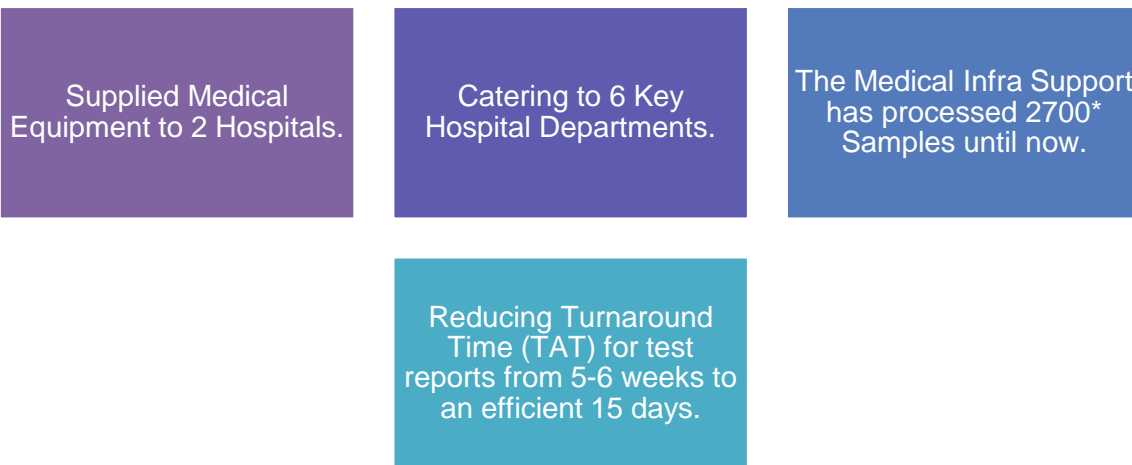 Supplied Medical
Equipment to 2 Hospitals.
Catering to 6 Key
Hospital Departments.
The Medical Infra Support
has processed 2700*
Samples until now.
Reducing Turnaround
Time (TAT) for test
reports from 5-6 weeks to
an efficient 15 days.